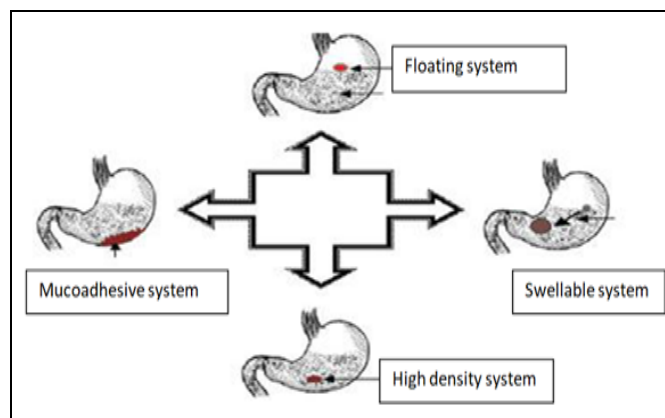 Floating system
Mucoadhesive system
Swellable system
High density system